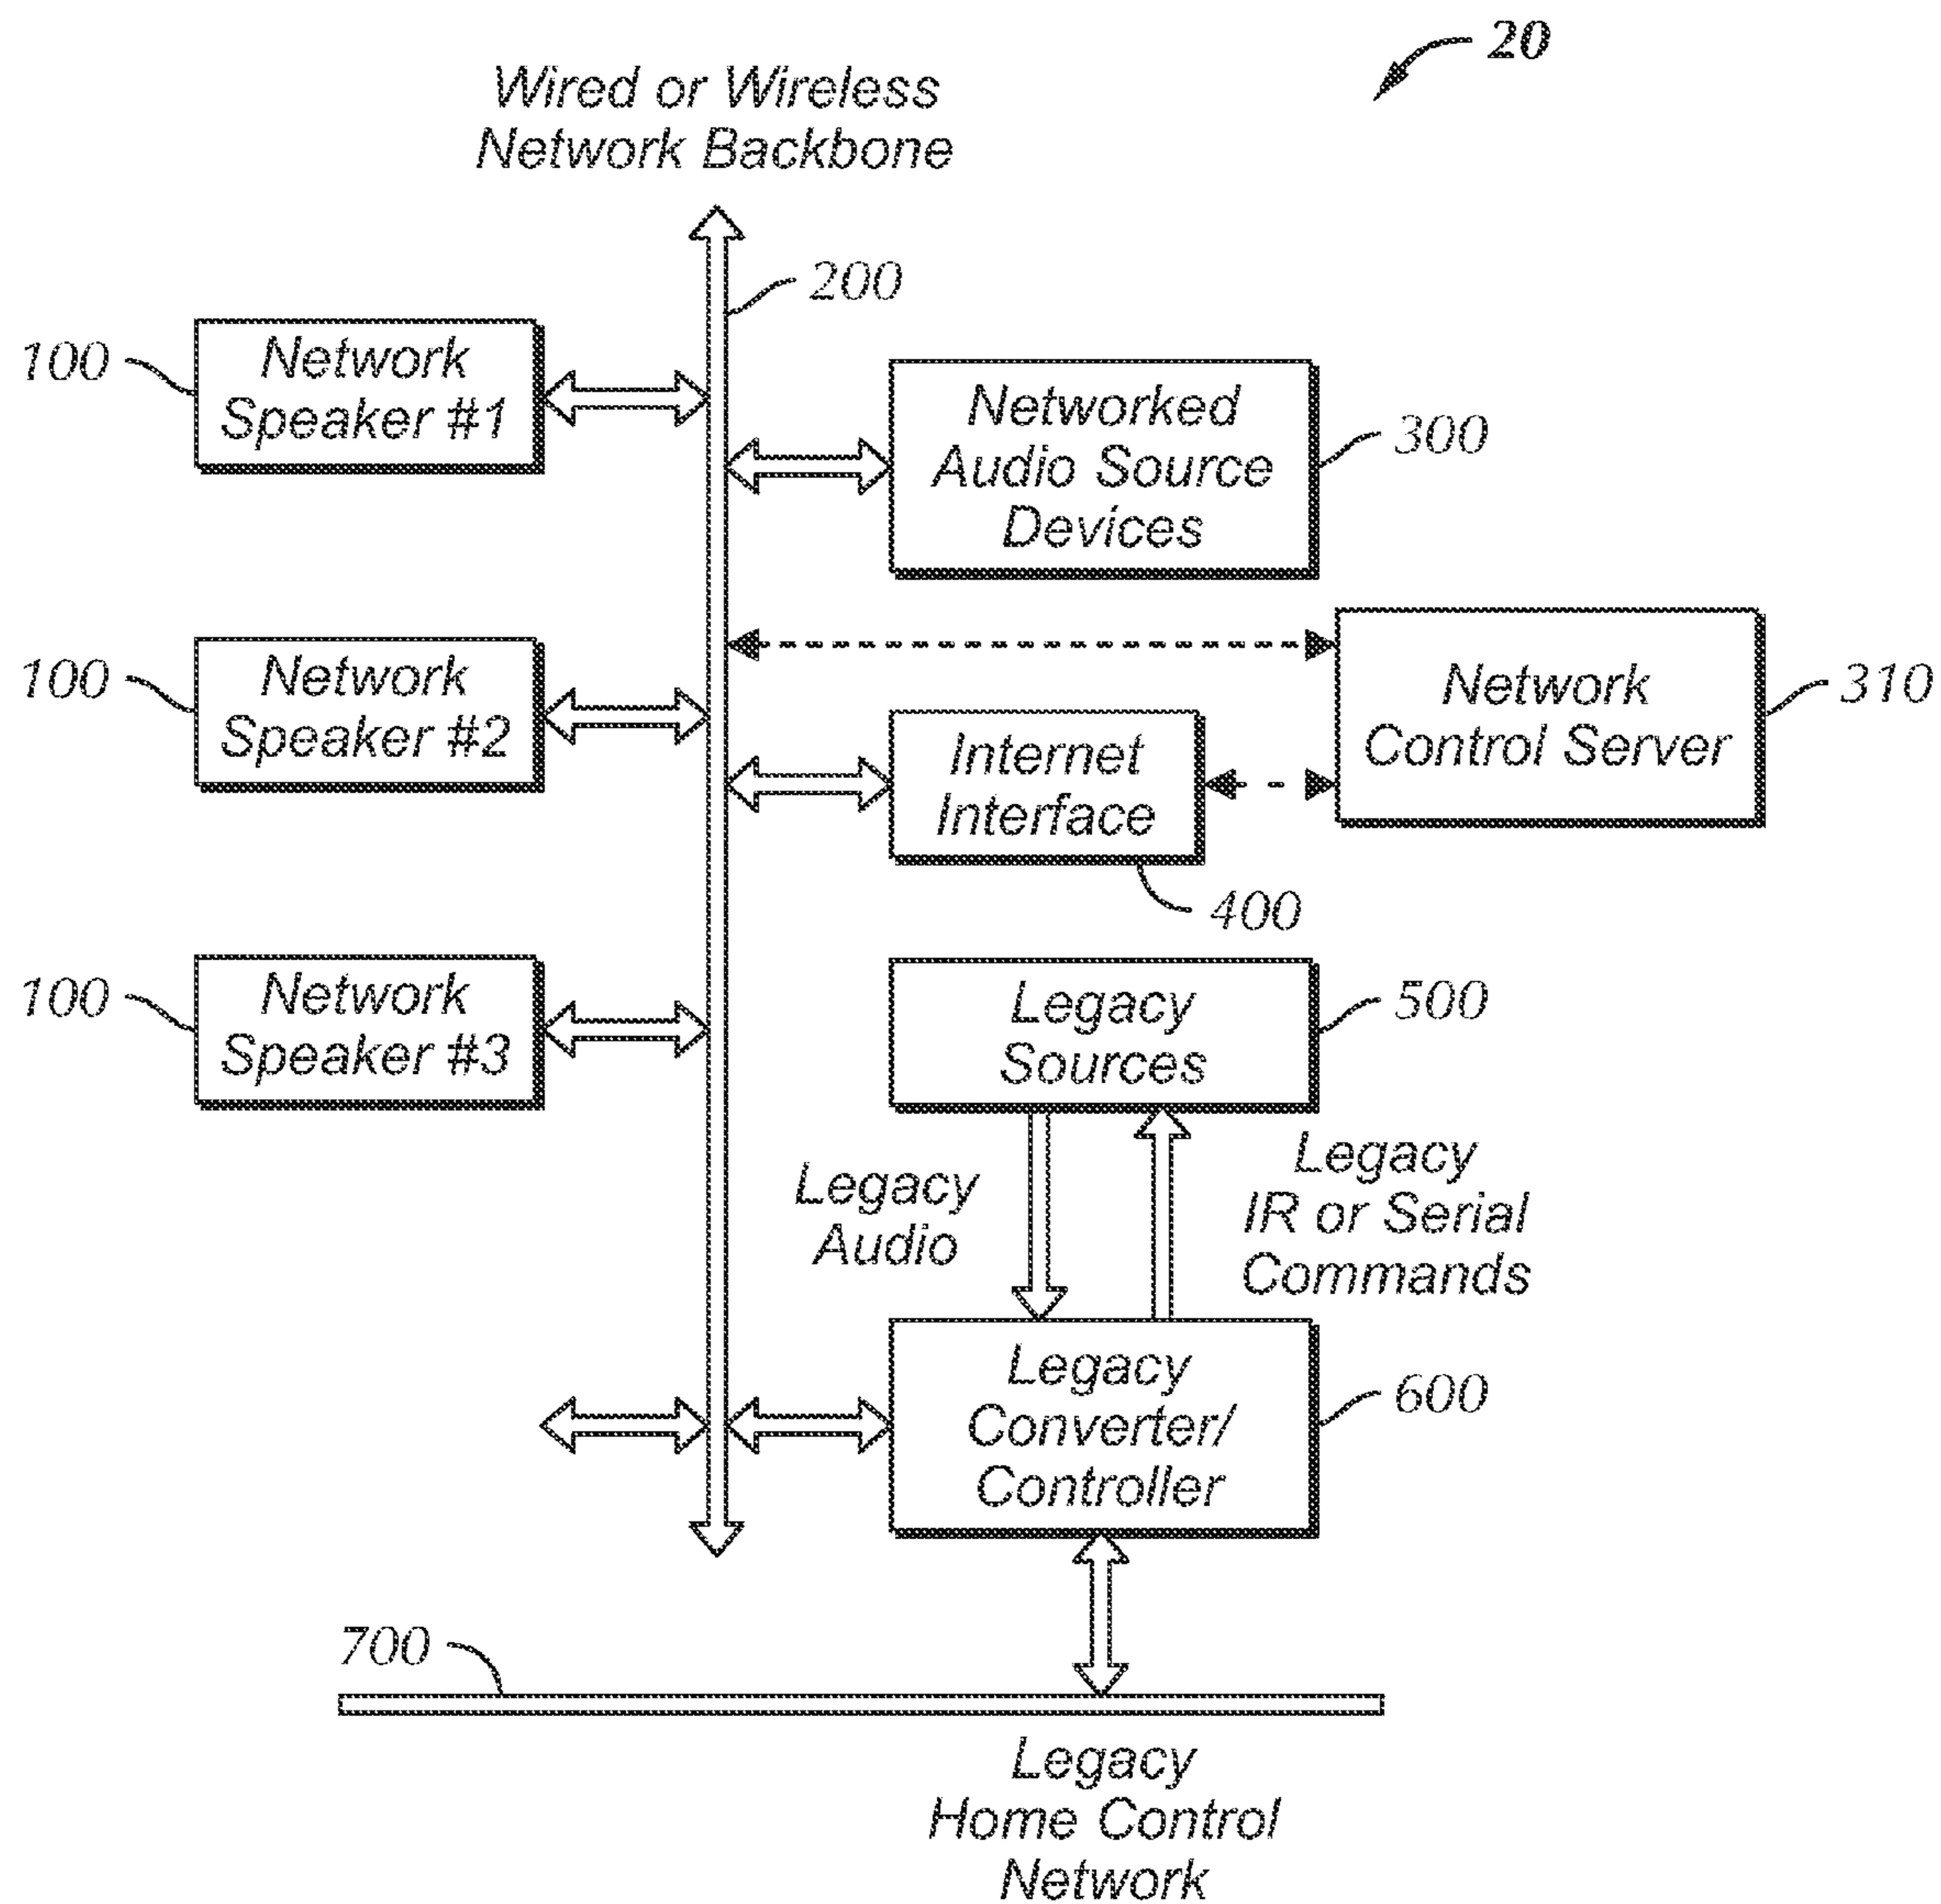 20
Wired or Wireless
Network Backbone
200
100
Network
Speaker #1
Networked
Audio Source
Devices
300
100
Network
Speaker #2
Network
Control Server
310
Internet
Interface
400
100
Network
Speaker #3
Legacy
Sources
500
Legacy
Audio
Legacy
IR or Serial
Commands
Legacy
Converter/
Controller
600
700
Legacy
Home Control
Network